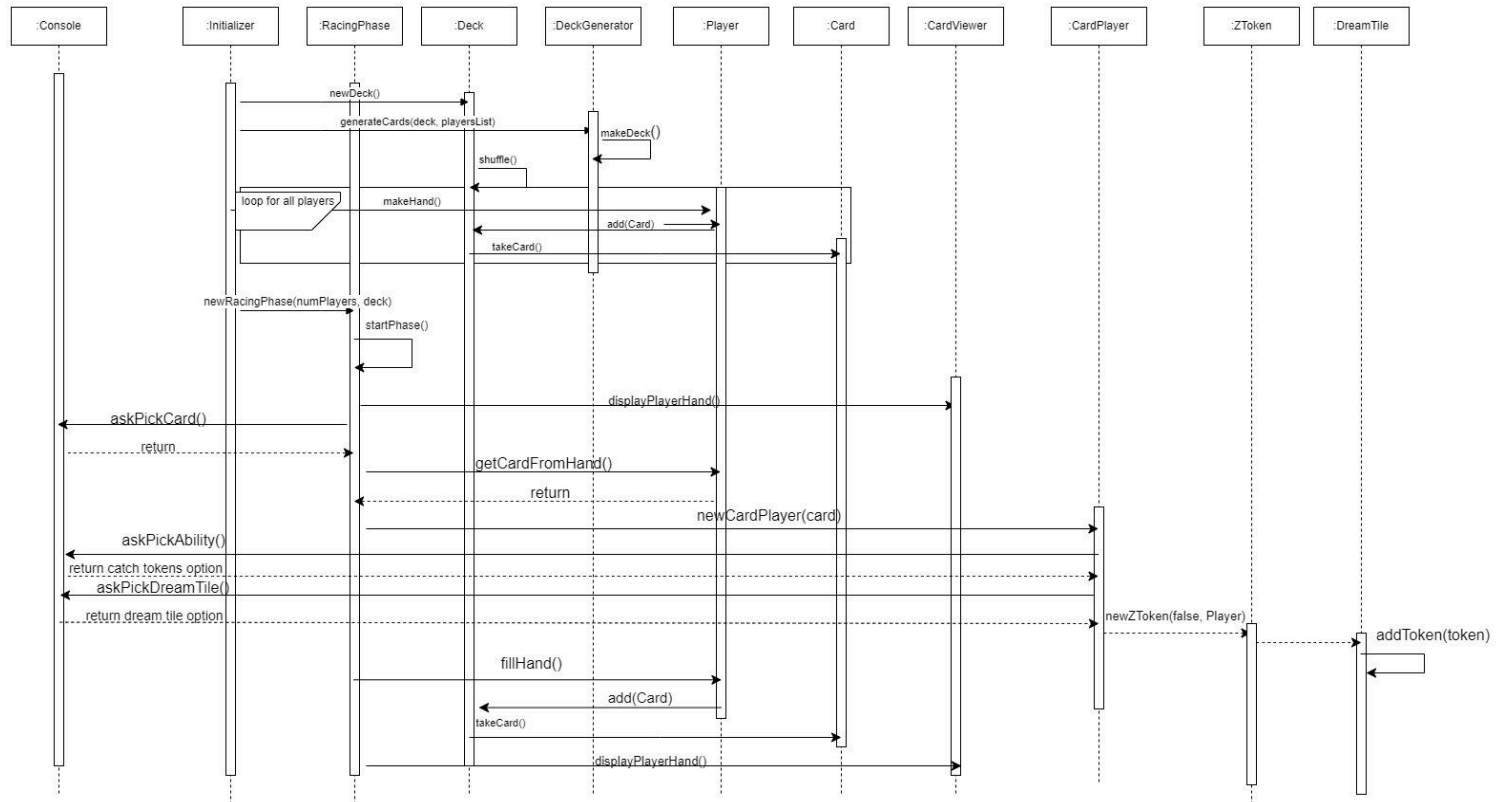 :Console
:Initializer
:RacingPhase
:Deck
:DeckGenerator
:Player
:Card
:CardViewer
:CardPlayer
:ZToken
:DreamTile
newDeck()
generateCards(deck, playersList)
makeDeck()
shuffle()
loop for all players
makeHand()
add(Card)
takeCard()
newRacingPhase(numPlayers, deck)
startPhase()
displayPlayerHand()
askPickCard()
return
getCardFromHand()
return
newCardPlayer(card)
askPickAbility()
return catch tokens option
askPickDreamTile()
return dream tile option
newZToken(false, Player)
addToken(token)
fillHand()
add(Card)
takeCard()
displayPlayerHand()